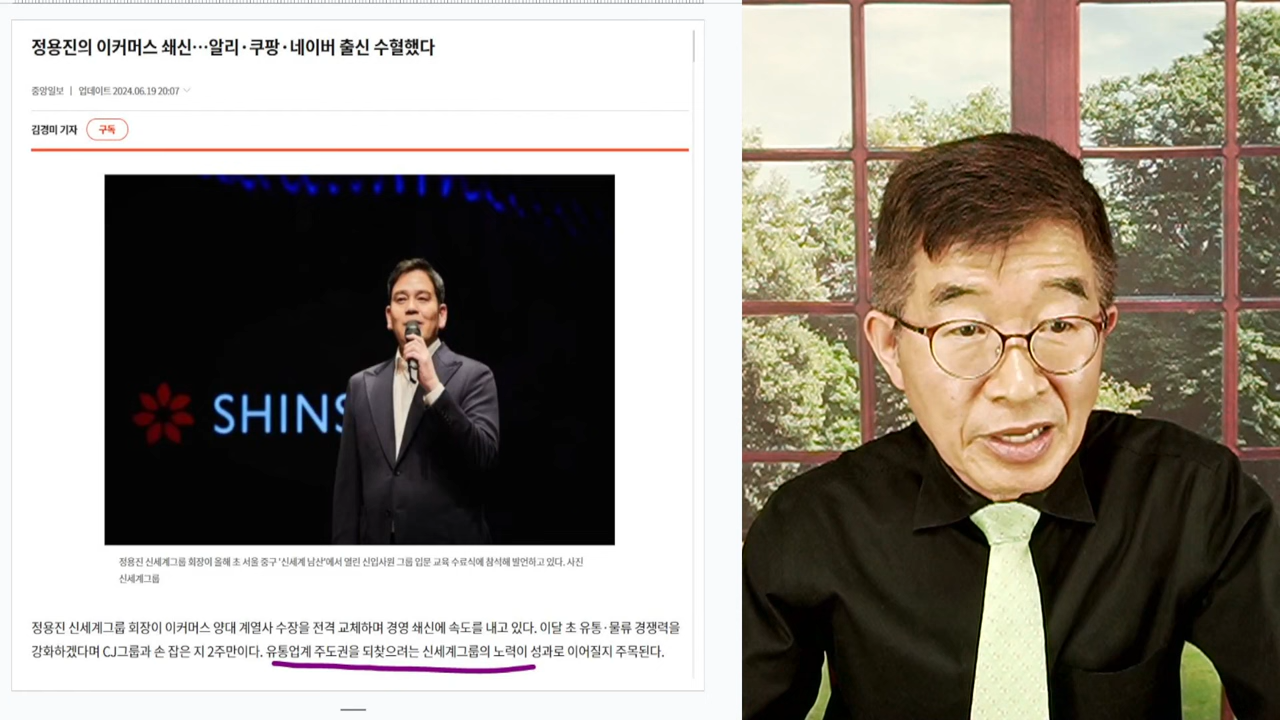 정용진의 이커머스 쇄신…알리·쿠팡·네이버 출신 수혈했다
중앙일보 | 업데이트 2024.06.19 20:07
김경미 기자 구독
SHINS
정용진 신세계그룹 회장이 올해 초 서울 중구 '신세계 남산'에서 열린 신입사원 그룹 입문 교육 수료식에 참석해 발언하고 있다. 사진
신세계그룹
정용진 신세계그룹 회장이 이커머스 양대 계열사 수장을 전격 교체하며 경영 쇄신에 속도를 내고 있다. 이달 초 유통·물류 경쟁력을
강화하겠다며 CJ그룹과 손 잡은 지 2주만이다. 유통업계 주도권을 되찾으려는 신세계그룹의 노력이 성과로 이어질지 주목된다.